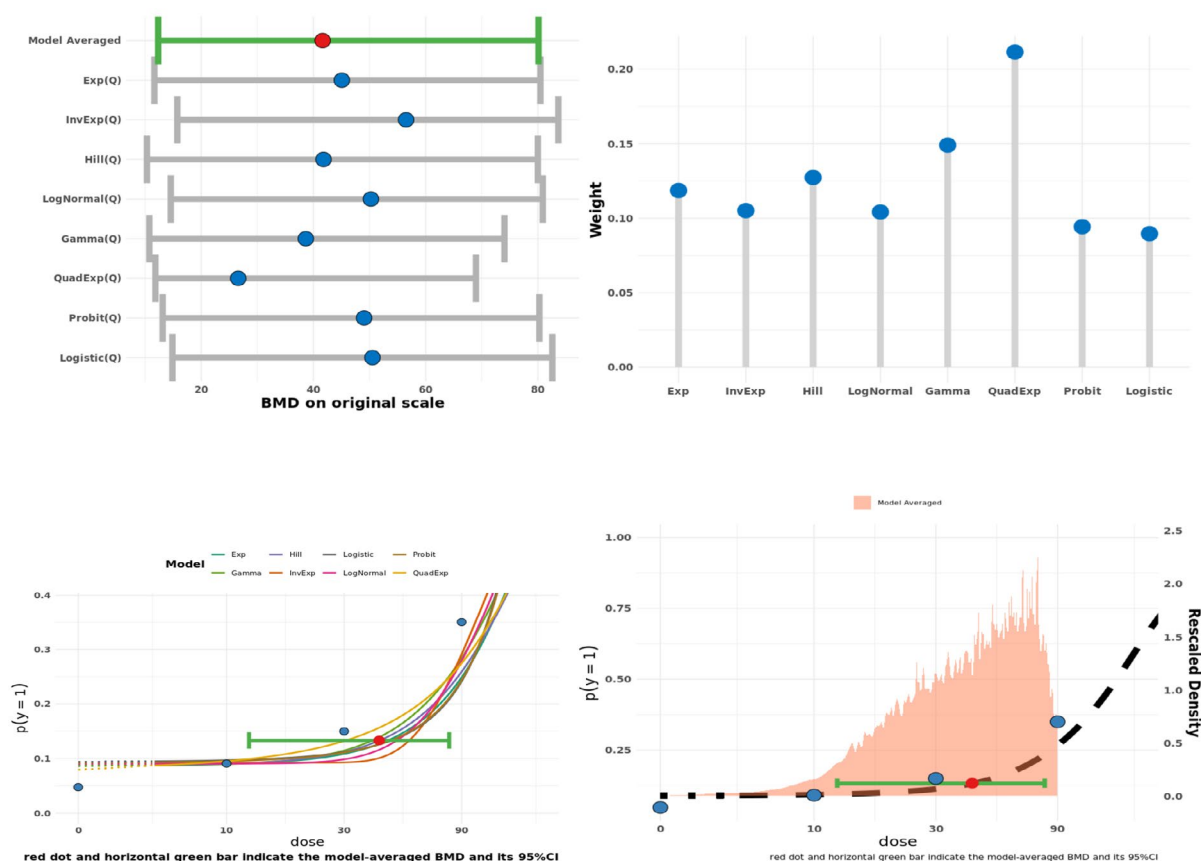 Model Averaged
Exp(Q)
InvExp(Q)
Hill(Q)
LogNormal(Q)
Gamma(Q)
QuadExp(Q)
Probit(Q)
Logistic(Q)
20 40 60 80
BMD on original scale
Weight
0.20
0.15
0.10
0.05
0.00
Exp InvExp Hill LogNormal Gamma QuadExp Probit Logistic
Model
Exp Hill Logistic Probit
Gamma InvExp LogNormal QuadExp
p(y = 1)
0.4
0.3
0.2
0.1
0.0
0 10 30 90
dose
red dot and horizontal green bar indicate the model-averaged BMD and its 95%CI
Model Averaged
p(y = 1)
1.00
0.75
0.50
0.25
2.5
2.0
1.5
1.0
0.5
0.0
Rescaled Density
0 10 30 90
dose
red dot and horizontal green bar indicate the model-averaged BMD and its 95%CI